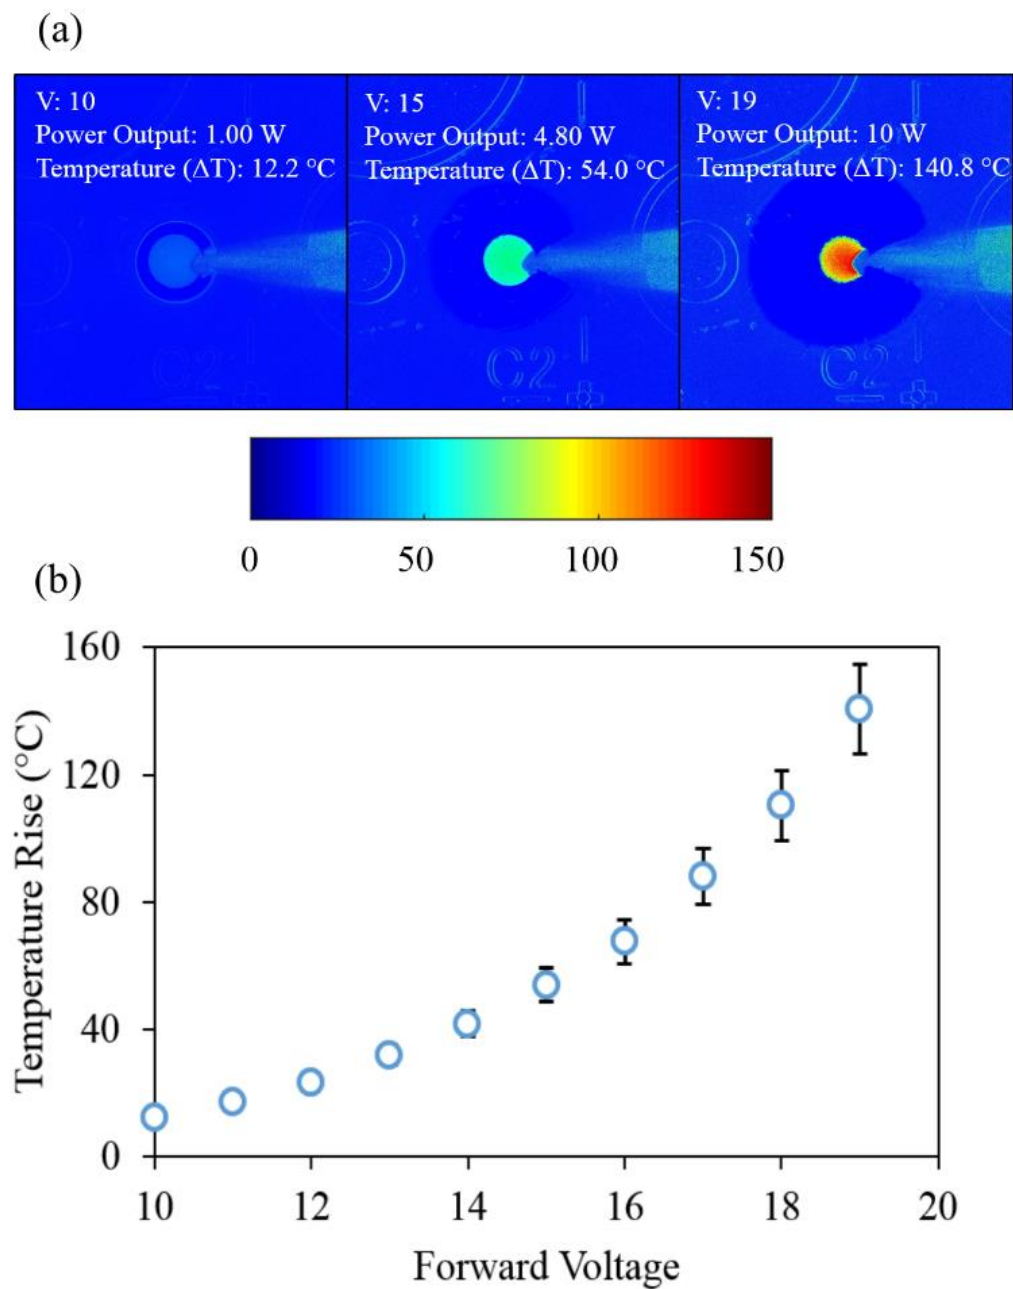 (a)
V: 10
Power Output: 1.00 W
Temperature (ΔT): 12.2 °C
V: 15
Power Output: 4.80 W
Temperature (ΔT): 54.0 °C
V: 19
Power Output: 10 W
Temperature (ΔT): 140.8 °C
C2
C2
C2
0 50 100 150
(b)
160
120
80
40
0
Temperature Rise (°C)
10 12 14 16 18 20
Forward Voltage